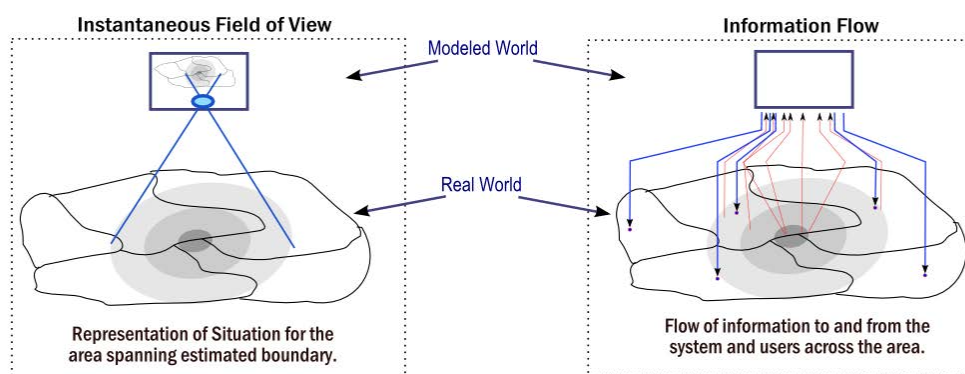 Instantaneous Field of View
Information Flow
Modeled World
Real World
Representation of Situation for the
area spanning estimated boundary.
Flow of information to and from the
system and users across the area.